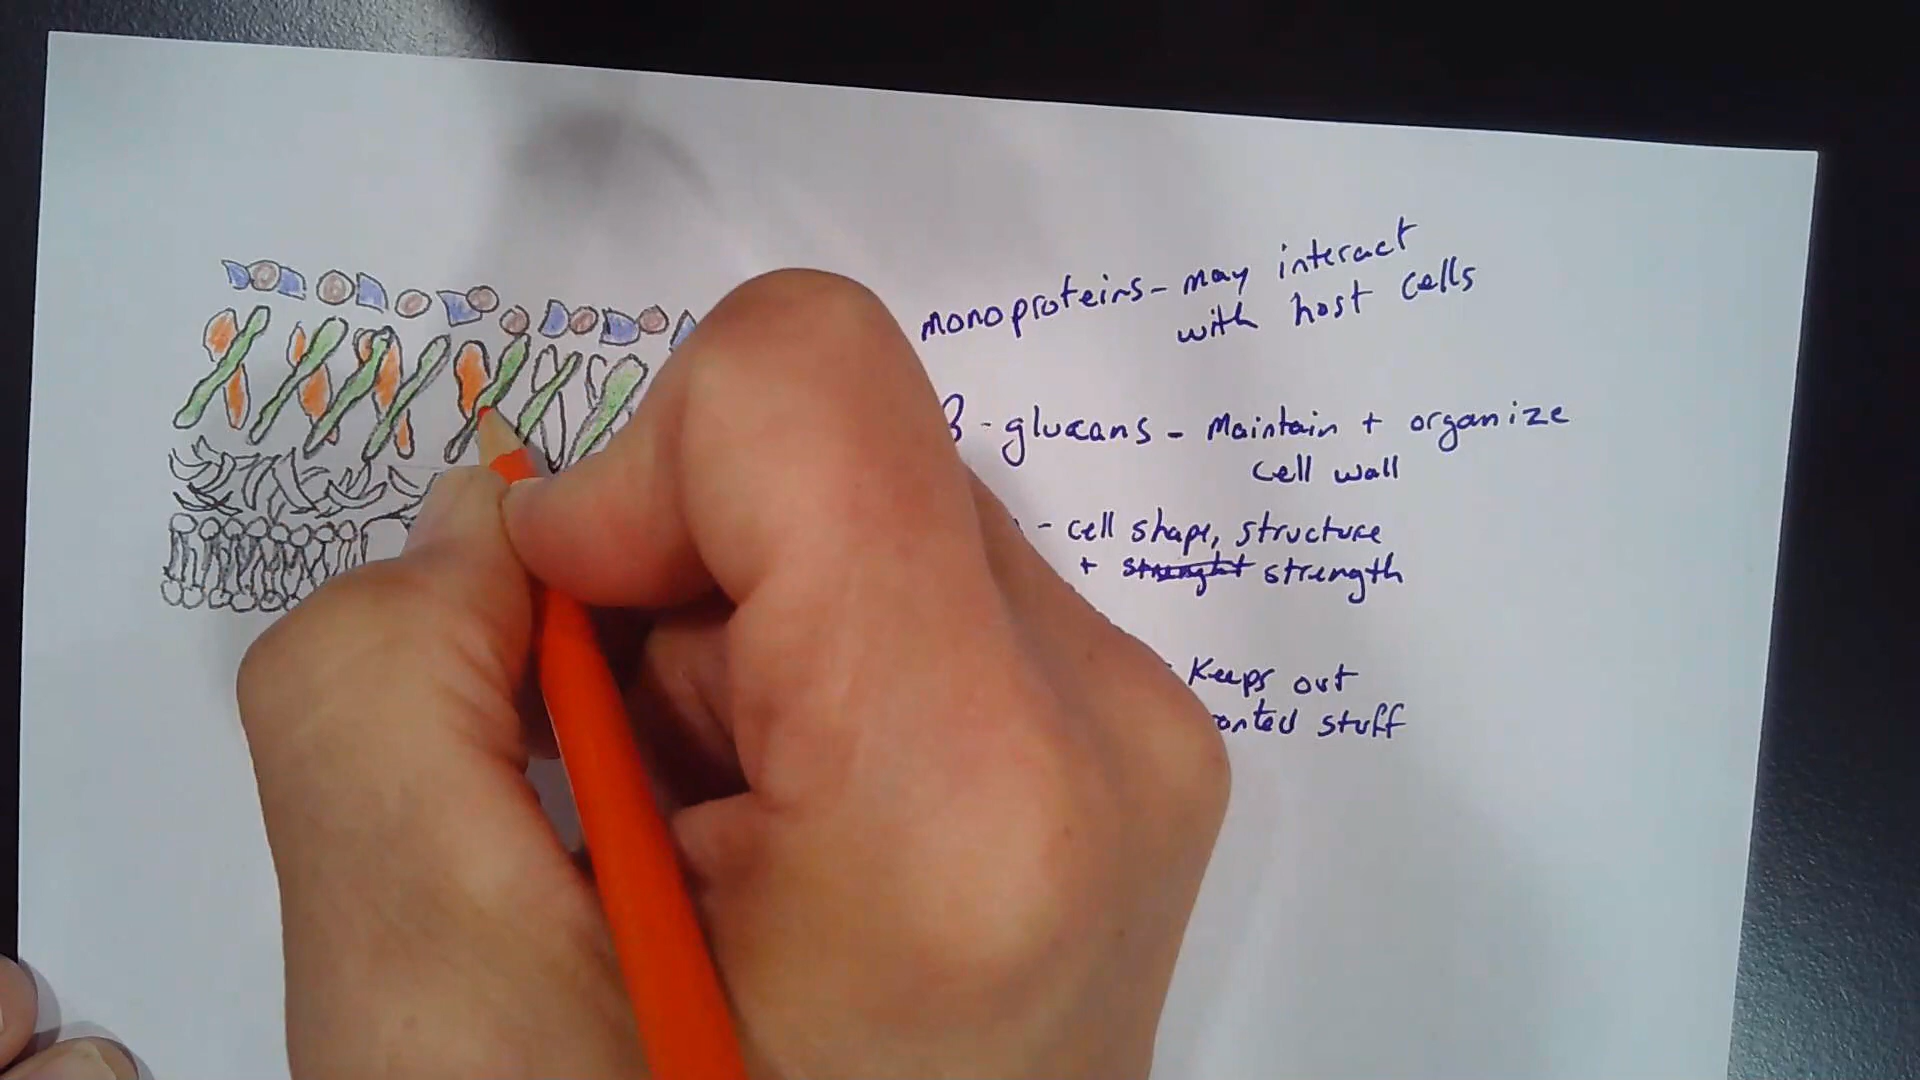 monoproteins - may interact
with host cells
β - glucans - Maintain + organize
cell wall
- cell shape, structure
+ strength
Keeps out
stuff